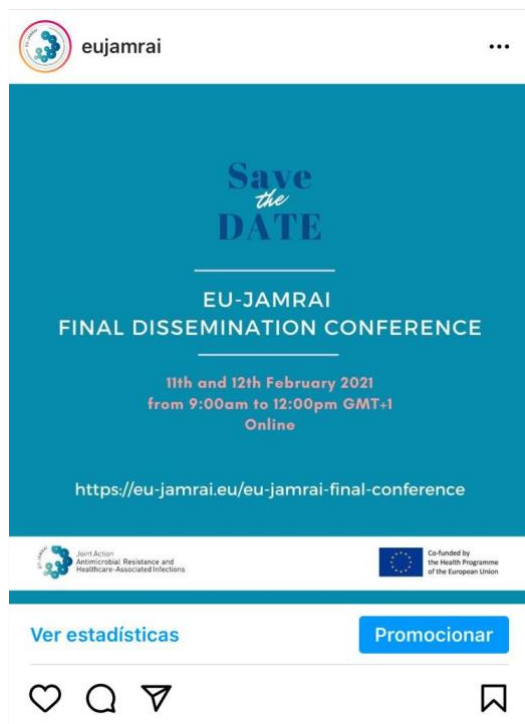 eujamrai
Save
the
DATE
EU-JAMRAI
FINAL DISSEMINATION CONFERENCE
11th and 12th February 2021
from 9:00am to 12:00pm GMT+1
Online
https://eu-jamrai.eu/eu-jamrai-final-conference
Joint Action
Antimicrobial Resistance and
Healthcare-Associated Infections
Co-funded by
the Health Programme
of the European Union
Ver estadísticas
Promocionar